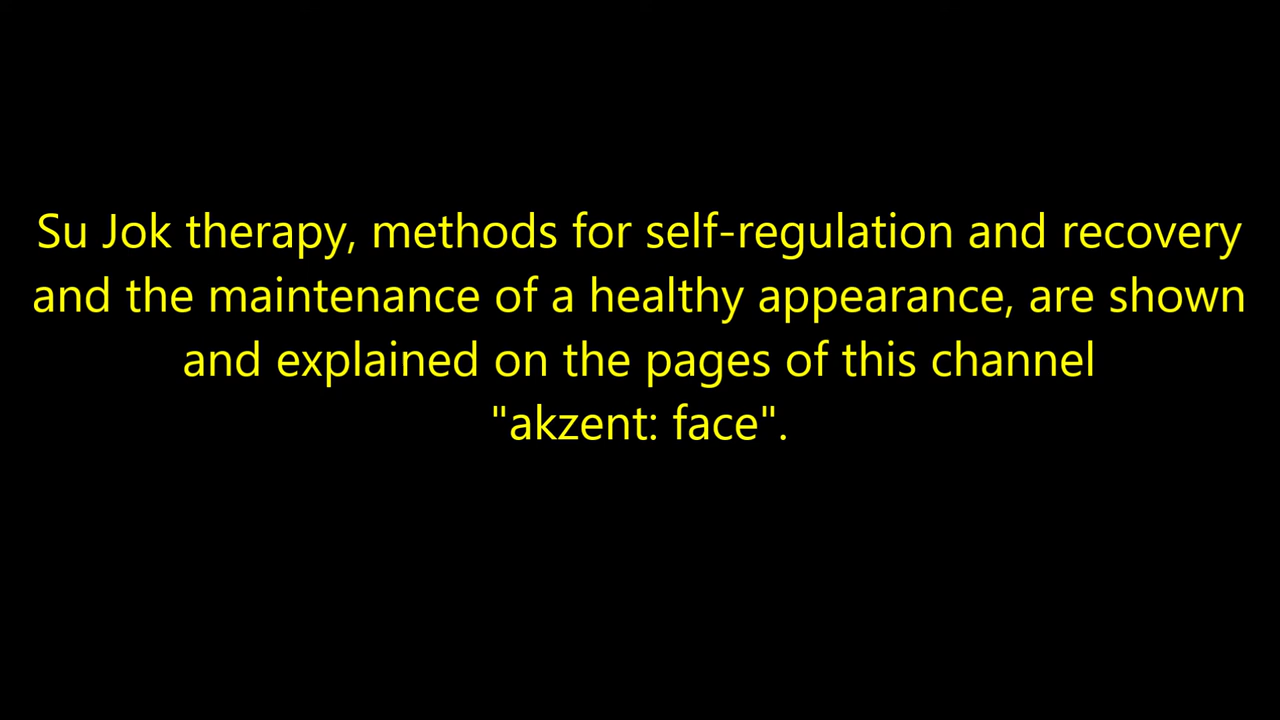 Su Jok therapy, methods for self-regulation and recovery
and the maintenance of a healthy appearance, are shown
and explained on the pages of this channel
"akzent: face".